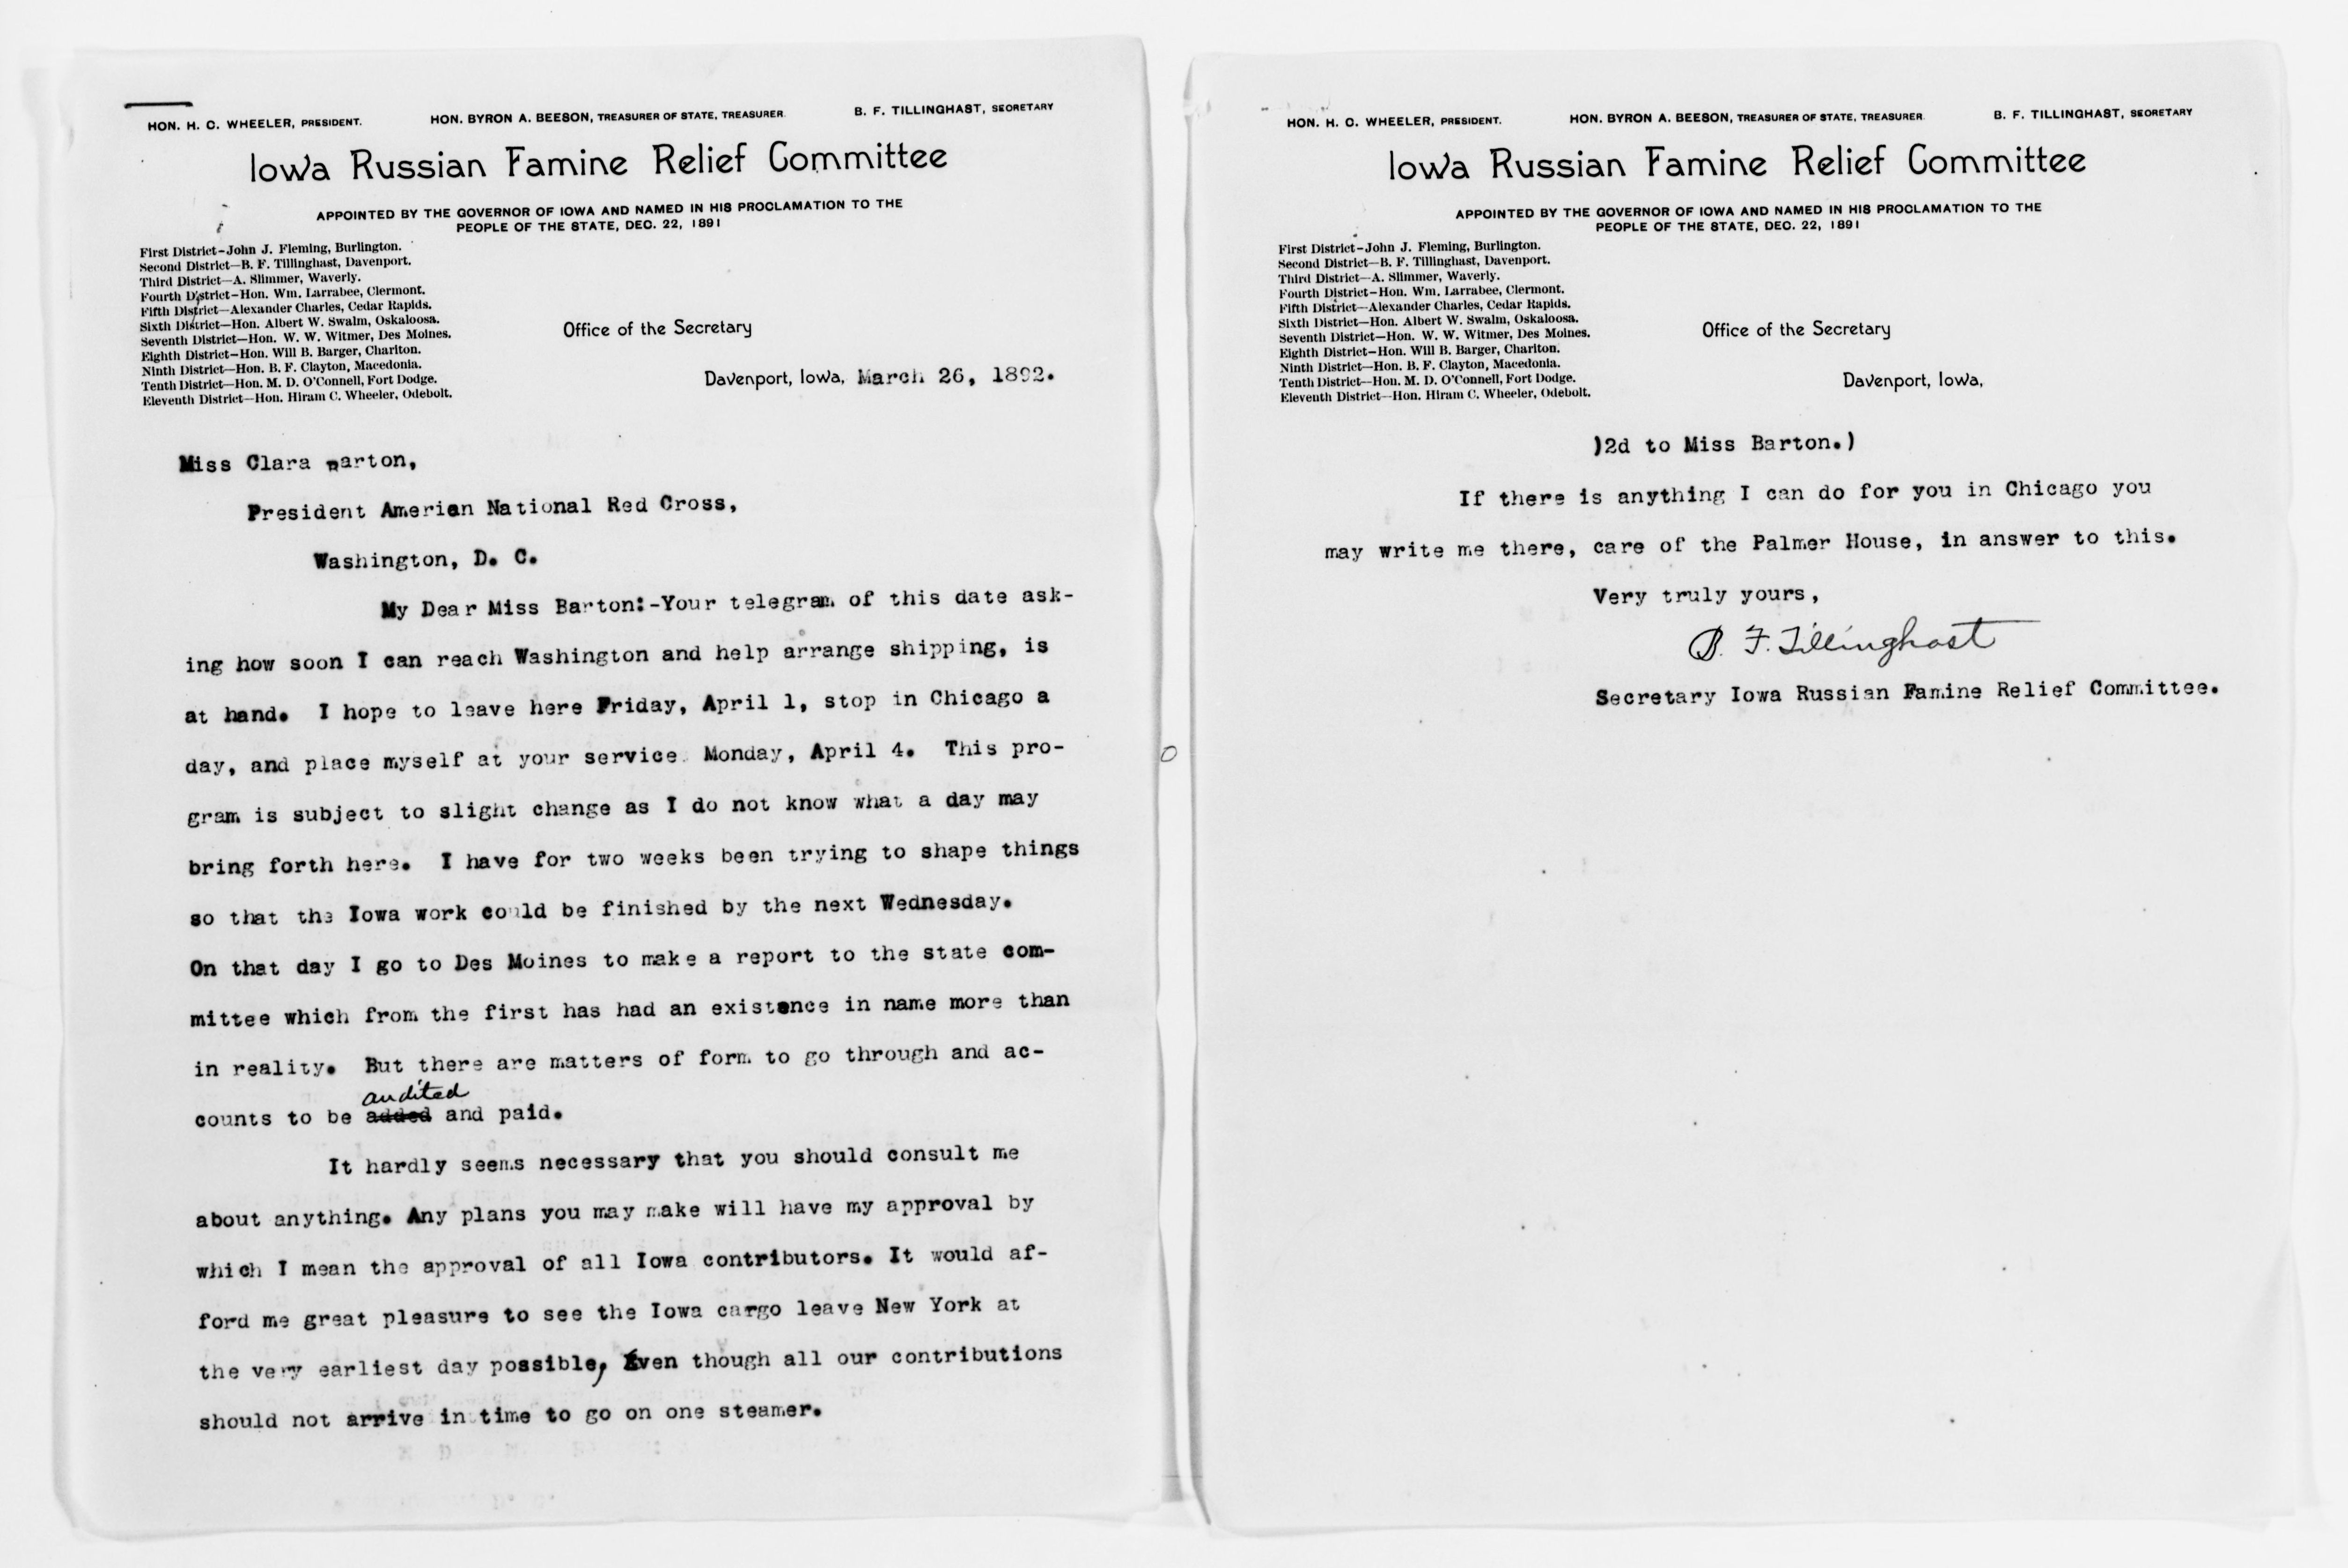 HON. H. C. WHEELER, PRESIDENT. HON. BYRON A. BEESON, TREASURER OF STATE, TREASURER. B. F. TILLINGHAST, SECRETARY
Iowa Russian Famine Relief Committee
APPOINTED BY THE GOVERNOR OF IOWA AND NAMED IN HIS PROCLAMATION TO THE
PEOPLE OF THE STATE, DEC. 22, 1891
First District-John J. Fleming, Burlington.
Second District—B. F. Tillinghast, Davenport.
Third District—A. Slimmer, Waverly.
Fourth District-Hon. Wm. Larrabee, Clermont.
Fifth District—Alexander Charles, Cedar Rapids.
Sixth District—Hon. Albert W. Swalm, Oskaloosa.
Seventh District—Hon. W. W. Witmer, Des Moines.
Eighth District—Hon. Will B. Barger, Chariton.
Ninth District—Hon. B. F. Clayton, Macedonia.
Tenth District—Hon. M. D. O'Connell, Fort Dodge.
Eleventh District—Hon. Hiram C. Wheeler, Odebolt.
Office of the Secretary
Davenport, Iowa, March 26, 1892.
Miss Clara Barton,
President Amerian National Red Cross,
Washington, D. C.
My Dear Miss Barton:-Your telegram of this date ask-
ing how soon I can reach Washington and help arrange shipping, is
at hand. I hope to leave here Friday, April 1, stop in Chicago a
day, and place myself at your service Monday, April 4. This pro-
gram is subject to slight change as I do not know what a day may
bring forth here. I have for two weeks been trying to shape things
so that the Iowa work could be finished by the next Wednesday.
On that day I go to Des Moines to make a report to the state com-
mittee which from the first has had an existence in name more than
in reality. But there are matters of form to go through and ac-
audited
counts to be added and paid.
It hardly seems necessary that you should consult me
about anything. Any plans you may make will have my approval by
which I mean the approval of all Iowa contributors. It would af-
ford me great pleasure to see the Iowa cargo leave New York at
the very earliest day possible, Even though all our contributions
should not arrive in time to go on one steamer.
HON. H. C. WHEELER, PRESIDENT. HON. BYRON A. BEESON, TREASURER OF STATE, TREASURER. B. F. TILLINGHAST, SECRETARY
Iowa Russian Famine Relief Committee
APPOINTED BY THE GOVERNOR OF IOWA AND NAMED IN HIS PROCLAMATION TO THE
PEOPLE OF THE STATE, DEC. 22, 1891
First District-John J. Fleming, Burlington.
Second District—B. F. Tillinghast, Davenport.
Third District—A. Slimmer, Waverly.
Fourth District-Hon. Wm. Larrabee, Clermont.
Fifth District—Alexander Charles, Cedar Rapids.
Sixth District—Hon. Albert W. Swalm, Oskaloosa.
Seventh District—Hon. W. W. Witmer, Des Moines.
Eighth District—Hon. Will B. Barger, Chariton.
Ninth District—Hon. B. F. Clayton, Macedonia.
Tenth District—Hon. M. D. O'Connell, Fort Dodge.
Eleventh District—Hon. Hiram C. Wheeler, Odebolt.
Office of the Secretary
Davenport, Iowa,
)2d to Miss Barton.)
If there is anything I can do for you in Chicago you
may write me there, care of the Palmer House, in answer to this.
Very truly yours,
B. F. Tillinghast
Secretary Iowa Russian Famine Relief Committee.